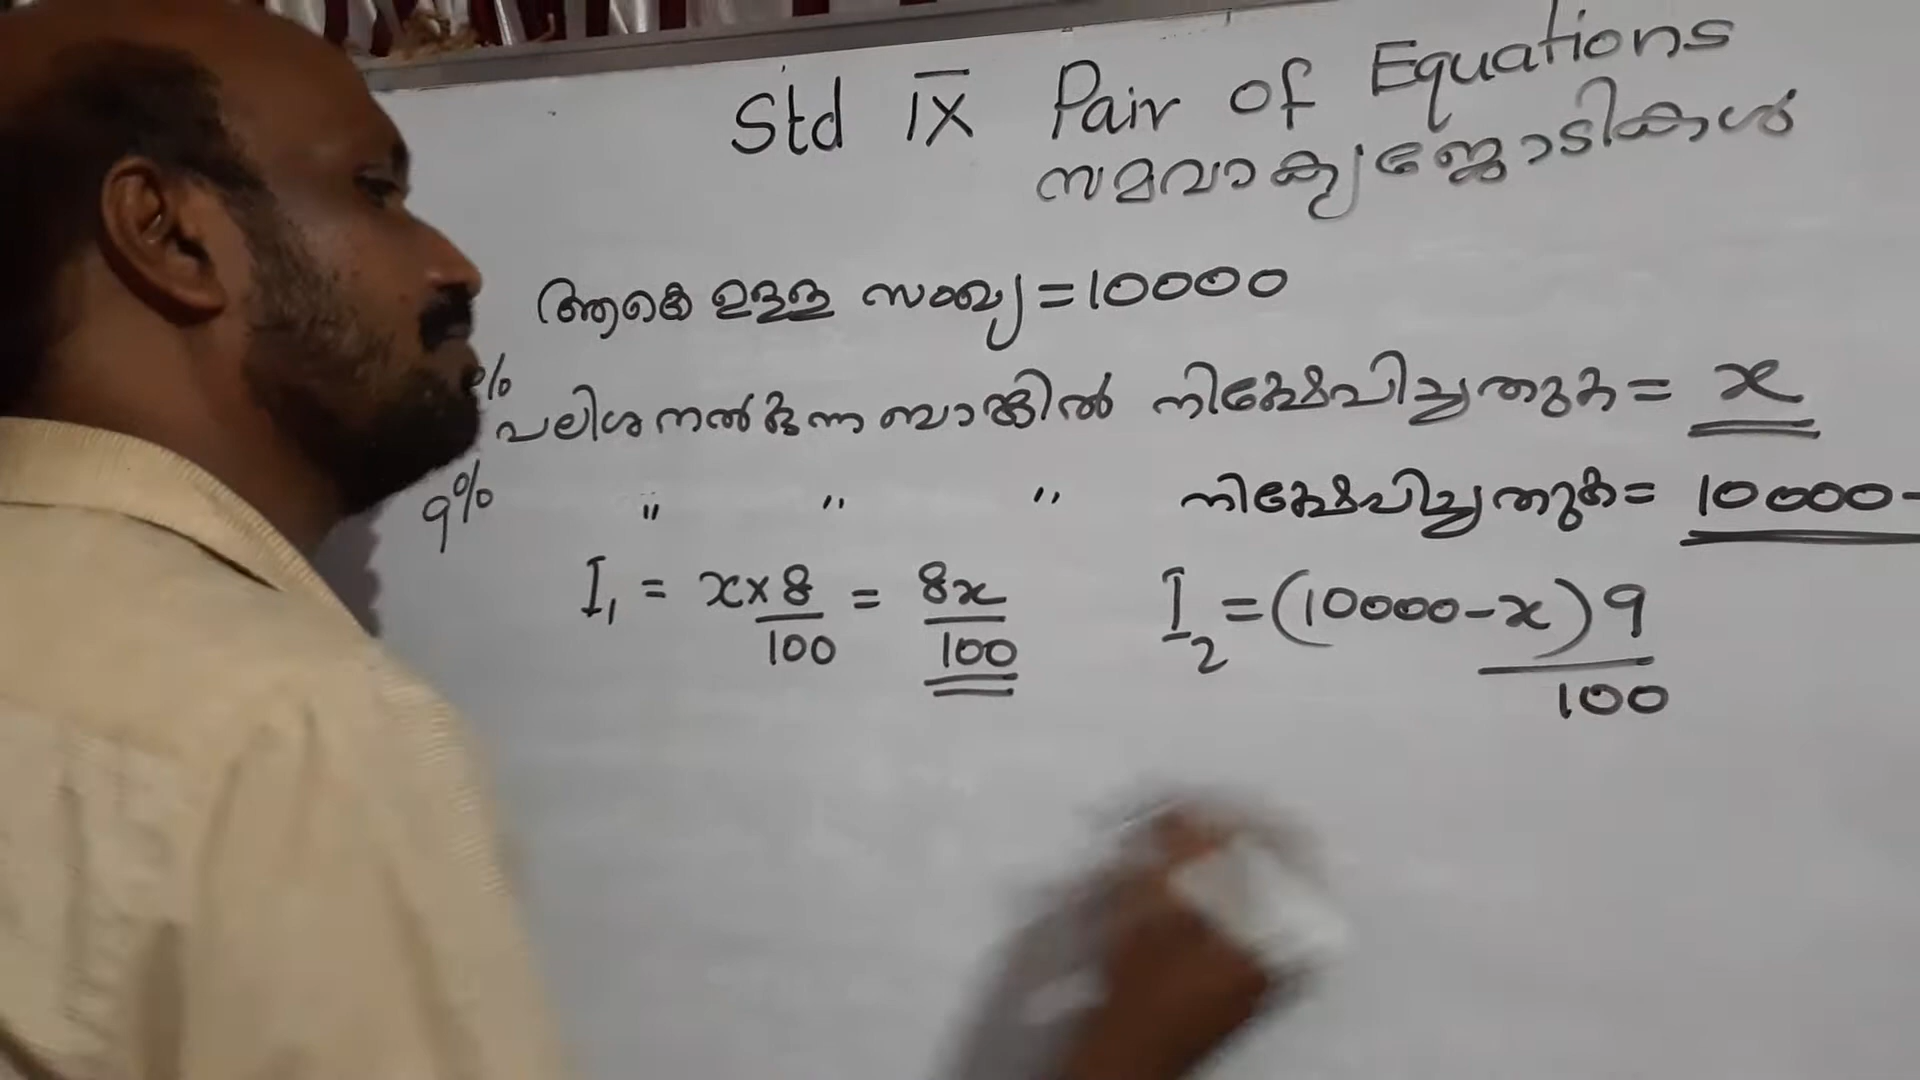 Std IX Pair of Equations
സമവാക്യജോടികൾ
ആകെ ഉള്ള സംഖ്യ = 10000
%
പലിശ നൽകുന്ന ബാങ്കിൽ നിക്ഷേപിച്ച തുക = x
9% " " " നിക്ഷേപിച്ച തുക = 10000-
I₁ = x × 8/100 = 8x/100 I₂ = (10000-x)9/100